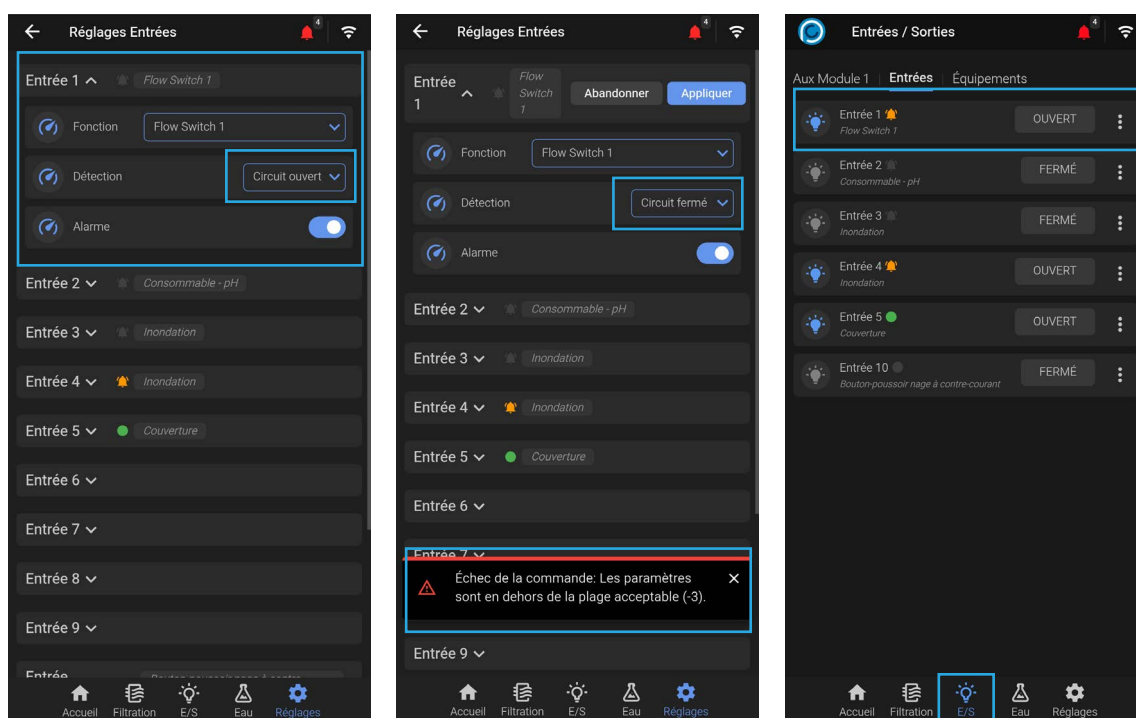 Réglages Entrées
4
Entrée 1
Flow Switch 1
Fonction
Flow Switch 1
Détection
Circuit ouvert
Alarme
Entrée 2
Consommable - pH
Entrée 3
Inondation
Entrée 4
Inondation
Entrée 5
Couverture
Entrée 6
Entrée 7
Entrée 8
Entrée 9
Entrée
Accueil
Filtration
E/S
Eau
Réglages
Réglages Entrées
4
Entrée
1
Flow
Switch
1
Abandonner
Appliquer
Fonction
Flow Switch 1
Détection
Circuit fermé
Alarme
Entrée 2
Consommable - pH
Entrée 3
Inondation
Entrée 4
Inondation
Entrée 5
Couverture
Entrée 6
Entrée 7
Échec de la commande: Les paramètres
sont en dehors de la plage acceptable (-3).
Entrée 9
Accueil
Filtration
E/S
Eau
Réglages
Entrées / Sorties
4
Aux Module 1
Entrées
Équipements
Entrée 1
Flow Switch 1
OUVERT
Entrée 2
Consommable - pH
FERMÉ
Entrée 3
Inondation
FERMÉ
Entrée 4
Inondation
OUVERT
Entrée 5
Couverture
OUVERT
Entrée 10
Bouton-poussoir nage à contre-courant
FERMÉ
Accueil
Filtration
E/S
Eau
Réglages